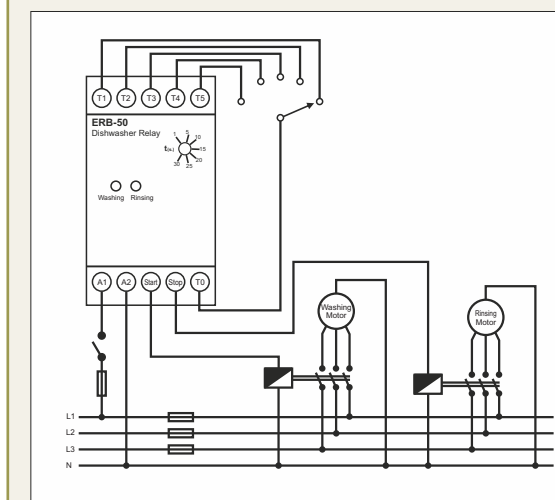 T1 T2 T3 T4 T5
ERB-50
Dishwasher Relay
t(s.) 1 5 10 15 20 25 30
Washing Rinsing
A1 A2 Start Stop T0
Washing
Motor
Rinsing
Motor
L1
L2
L3
N